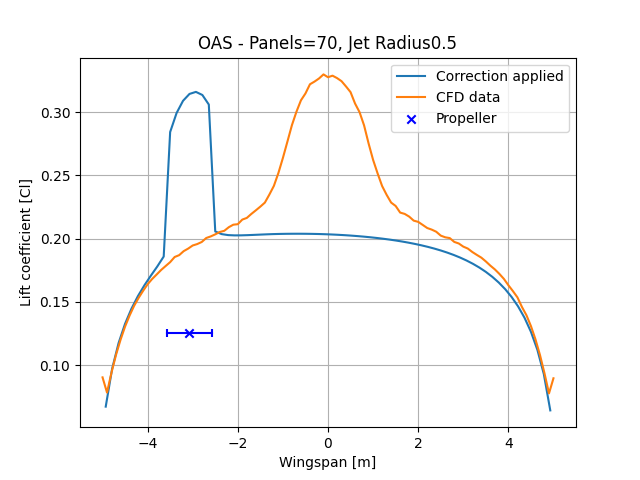 OAS - Panels=70, Jet Radius0.5
Correction applied
CFD data
Propeller
Lift coefficient [Cl]
0.30
0.25
0.20
0.15
0.10
−4
−2
0
2
4
Wingspan [m]